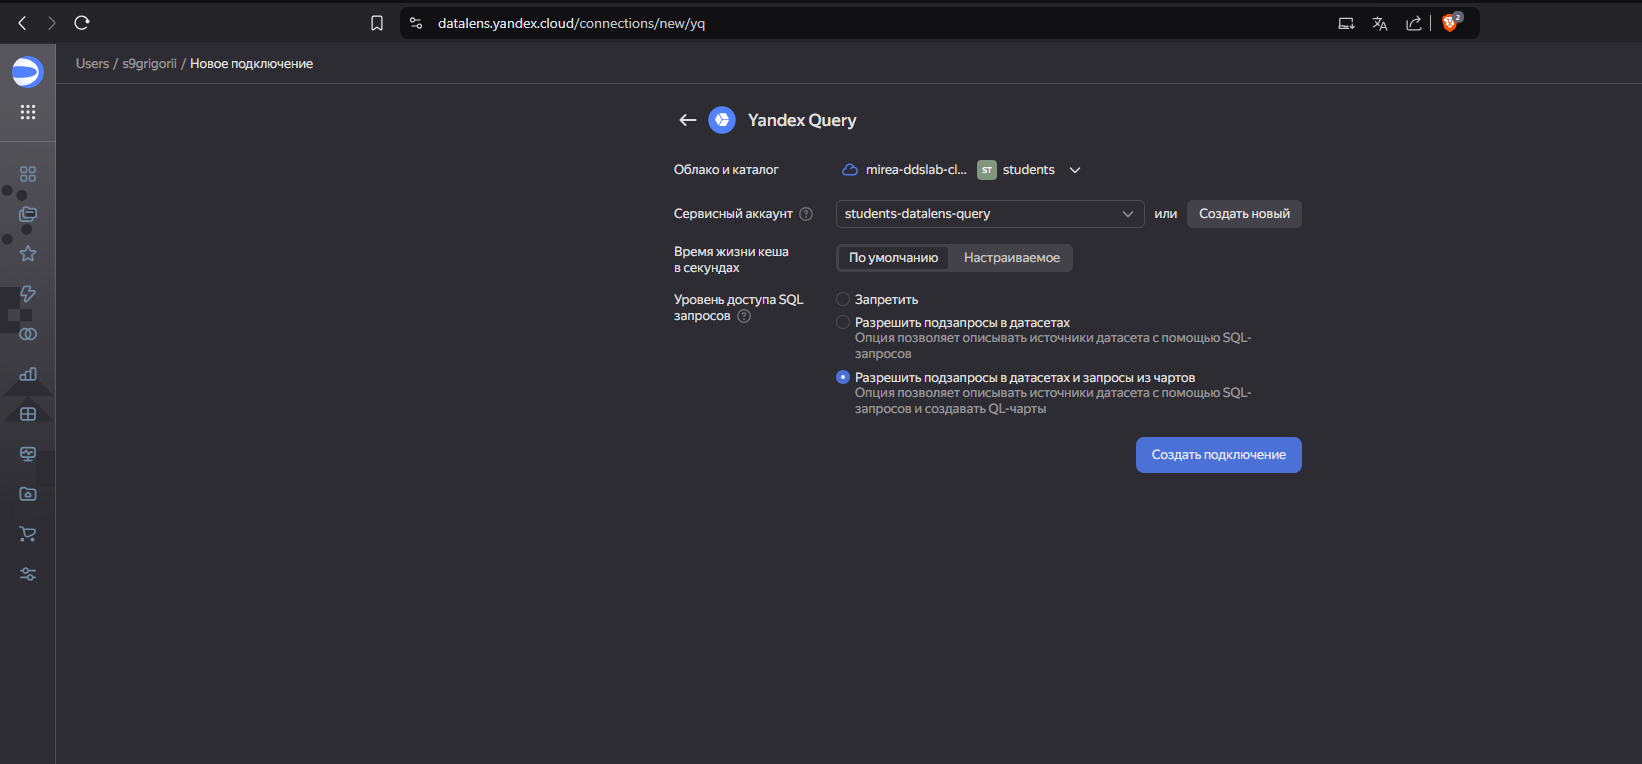 datalens.yandex.cloud/connections/new/yq
2
Users / s9grigorii / Новое подключение
Yandex Query
Облако и каталог
mirea-ddslab-cl...
ST
students
Сервисный аккаунт
?
students-datalens-query
или
Создать новый
Время жизни кеша
в секундах
По умолчанию
Настраиваемое
Уровень доступа SQL
запросов
?
Запретить
Разрешить подзапросы в датасетах
Опция позволяет описывать источники датасета с помощью SQL-
запросов
Разрешить подзапросы в датасетах и запросы из чартов
Опция позволяет описывать источники датасета с помощью SQL-
запросов и создавать QL-чарты
Создать подключение